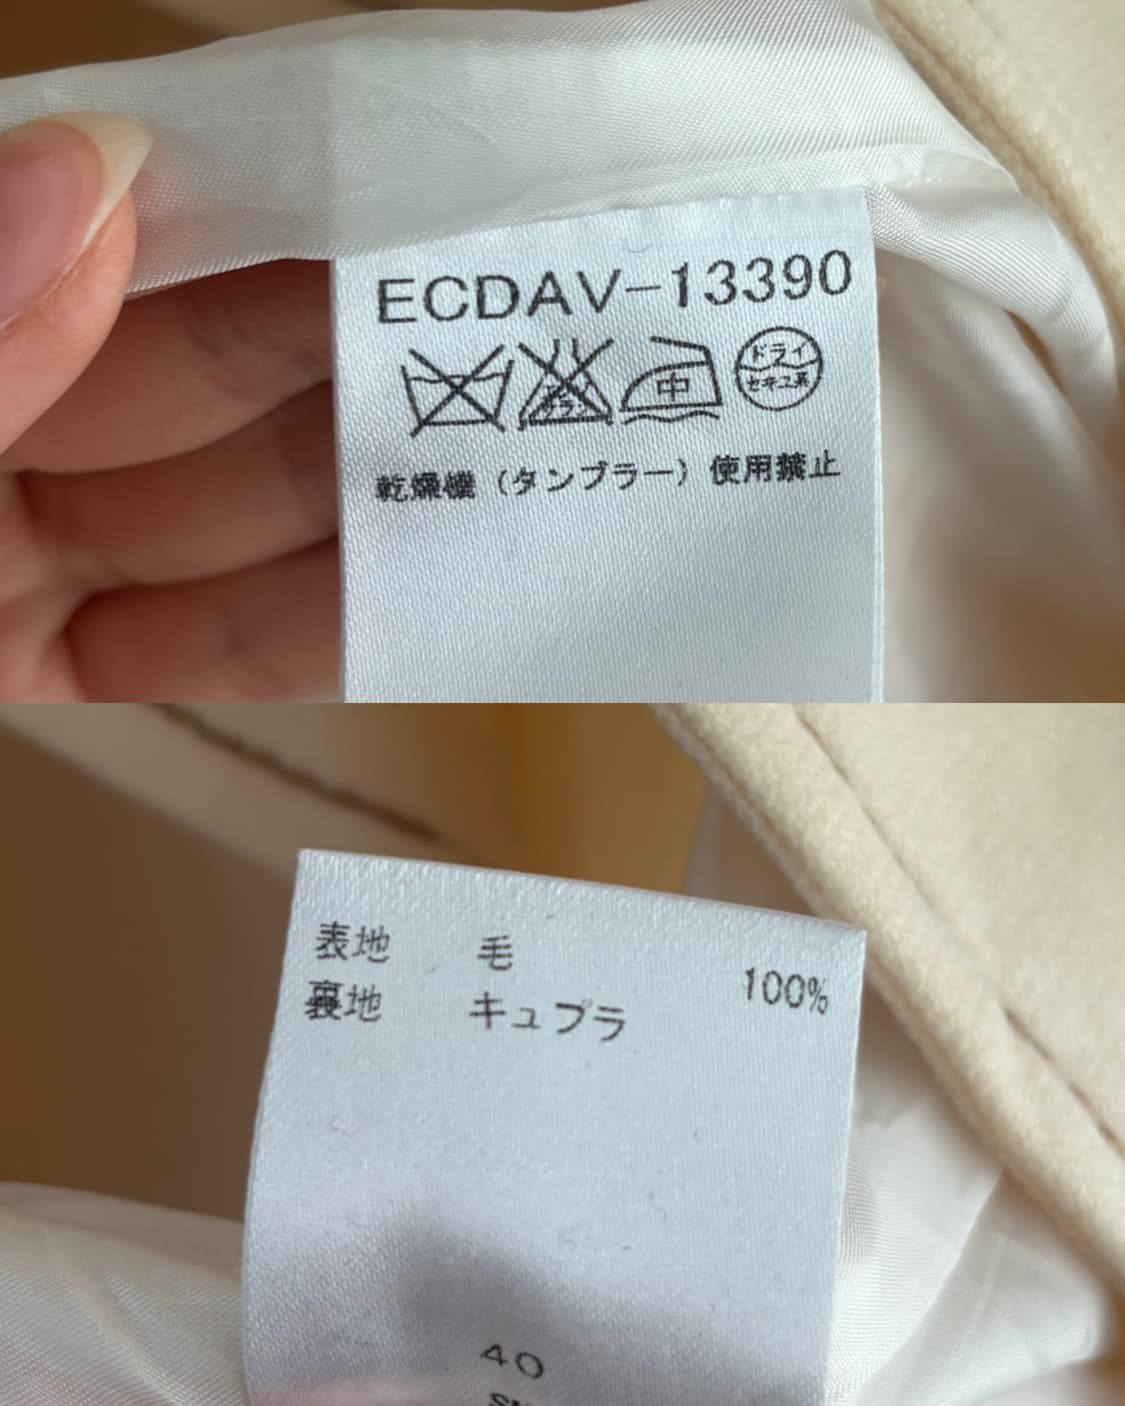 ECDAV-13390
中
ドライ
セキユ系
乾燥機（タンブラー）使用禁止
表地 毛 100%
裏地 キュプラ
40